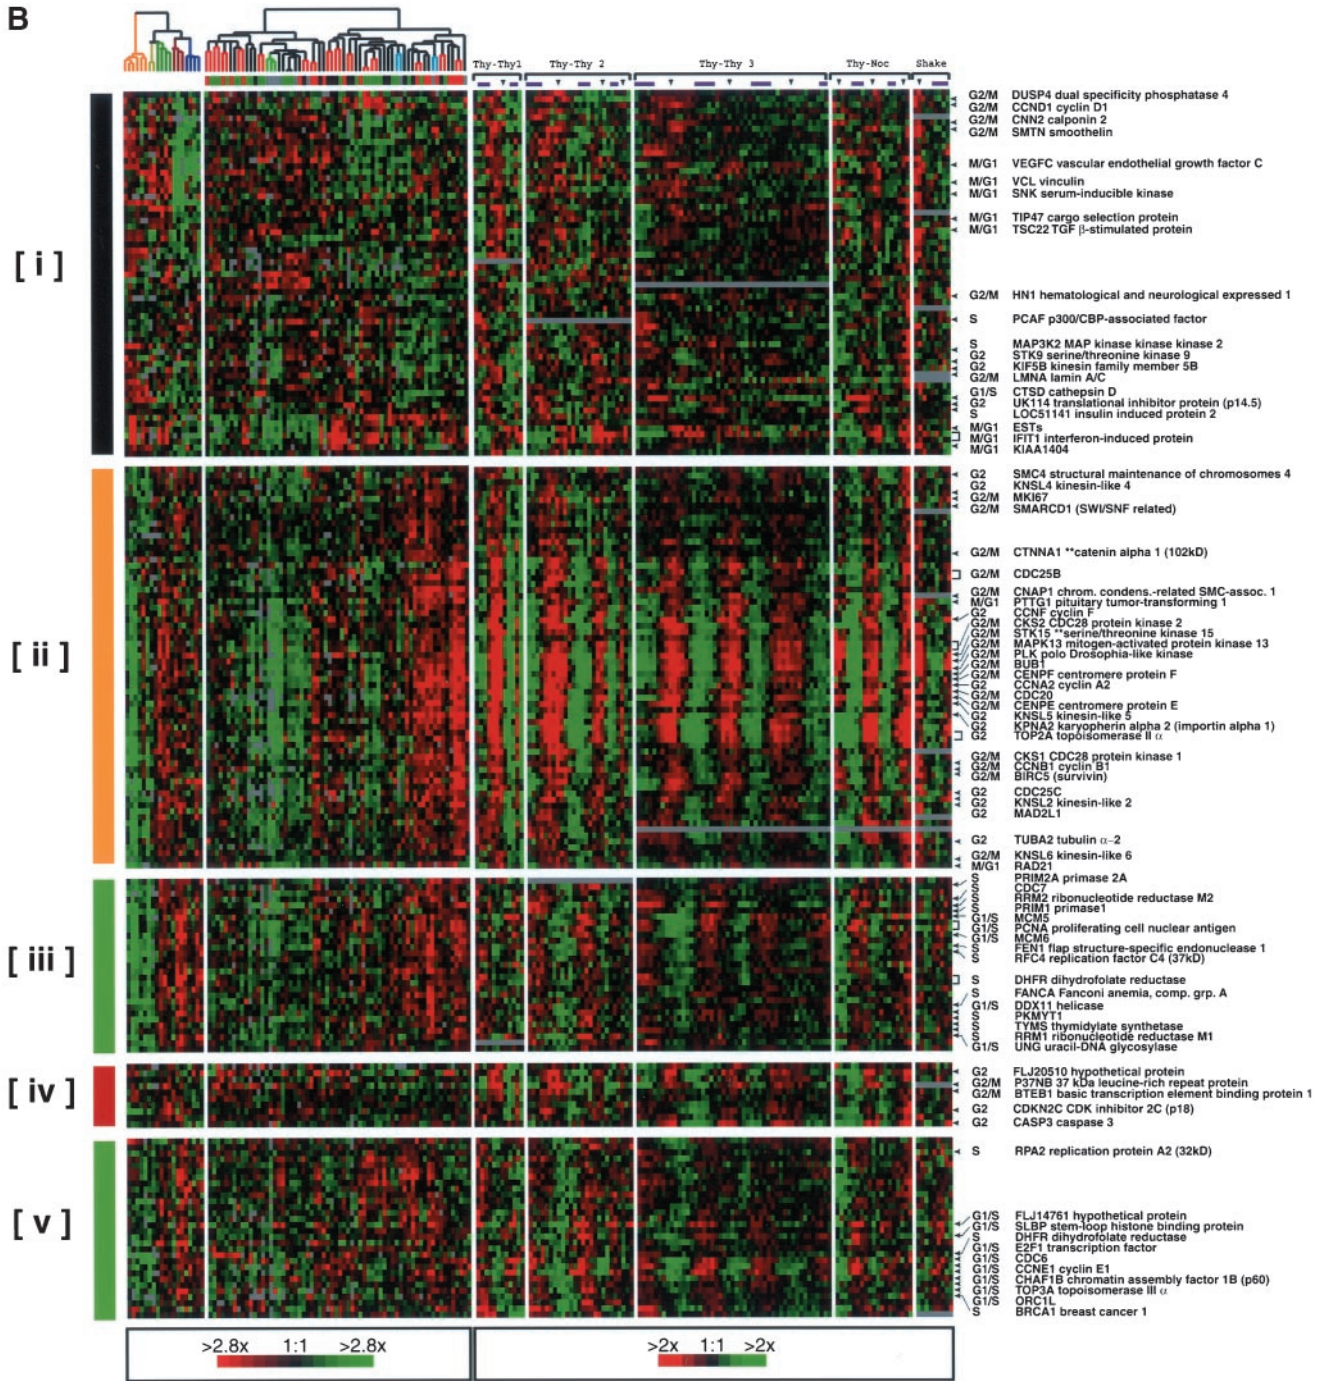 B
Thy-Thy1 Thy-Thy 2 Thy-Thy 3 Thy-Noc Shake
[ i ]
G2/M DUSP4 dual specificity phosphatase 4
G2/M CCND1 cyclin D1
G2/M CNN2 calponin 2
G2/M SMTN smoothelin
M/G1 VEGFC vascular endothelial growth factor C
M/G1 VCL vinculin
M/G1 SNK serum-inducible kinase
M/G1 TIP47 cargo selection protein
M/G1 TSC22 TGF β-stimulated protein
G2/M HN1 hematological and neurological expressed 1
S PCAF p300/CBP-associated factor
S MAP3K2 MAP kinase kinase kinase 2
G2 STK9 serine/threonine kinase 9
G2 KIF5B kinesin family member 5B
G2/M LMNA lamin A/C
G1/S CTSD cathepsin D
G2 UK114 translational inhibitor protein (p14.5)
S LOC51141 insulin induced protein 2
M/G1 ESTs
M/G1 IFIT1 interferon-induced protein
M/G1 KIAA1404
[ ii ]
G2 SMC4 structural maintenance of chromosomes 4
G2 KNSL4 kinesin-like 4
G2/M MKI67
G2/M SMARCD1 (SWI/SNF related)
G2/M CTNNA1 **catenin alpha 1 (102kD)
G2/M CDC25B
G2/M CNAP1 chrom. condens.-related SMC-assoc. 1
M/G1 PTTG1 pituitary tumor-transforming 1
G2 CCNF cyclin F
G2/M CKS2 CDC28 protein kinase 2
G2/M STK15 **serine/threonine kinase 15
G2/M MAPK13 mitogen-activated protein kinase 13
G2/M PLK polo Drosophia-like kinase
G2/M BUB1
G2/M CENPF centromere protein F
G2 CCNA2 cyclin A2
G2/M CDC20
G2/M CENPE centromere protein E
G2 KNSL5 kinesin-like 5
G2 KPNA2 karyopherin alpha 2 (importin alpha 1)
G2 TOP2A topoisomerase II α
G2/M CKS1 CDC28 protein kinase 1
G2/M CCNB1 cyclin B1
G2/M BIRC5 (survivin)
G2 CDC25C
G2 KNSL2 kinesin-like 2
G2 MAD2L1
G2 TUBA2 tubulin α-2
G2/M KNSL6 kinesin-like 6
M/G1 RAD21
[ iii ]
S PRIM2A primase 2A
S CDC7
S RRM2 ribonucleotide reductase M2
S PRIM1 primase1
G1/S MCM5
G1/S PCNA proliferating cell nuclear antigen
G1/S MCM6
S FEN1 flap structure-specific endonuclease 1
S RFC4 replication factor C4 (37kD)
S DHFR dihydrofolate reductase
S FANCA Fanconi anemia, comp. grp. A
G1/S DDX11 helicase
S PKMYT1
S TYMS thymidylate synthetase
S RRM1 ribonucleotide reductase M1
G1/S UNG uracil-DNA glycosylase
[ iv ]
G2 FLJ20510 hypothetical protein
G2/M P37NB 37 kDa leucine-rich repeat protein
G2/M BTEB1 basic transcription element binding protein 1
G2 CDKN2C CDK inhibitor 2C (p18)
G2 CASP3 caspase 3
[ v ]
S RPA2 replication protein A2 (32kD)
G1/S FLJ14761 hypothetical protein
G1/S SLBP stem-loop histone binding protein
S DHFR dihydrofolate reductase
G1/S E2F1 transcription factor
G1/S CDC6
G1/S CCNE1 cyclin E1
G1/S CHAF1B chromatin assembly factor 1B (p60)
G1/S TOP3A topoisomerase III α
G1/S ORC1L
S BRCA1 breast cancer 1
>2.8x 1:1 >2.8x
>2x 1:1 >2x